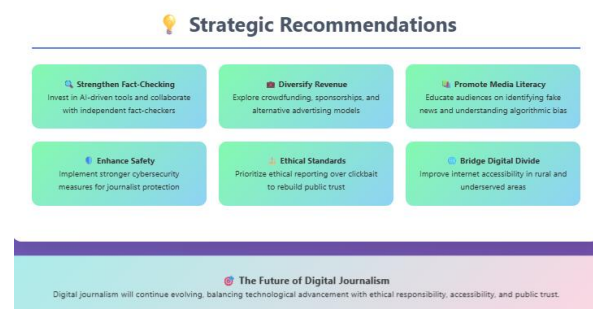 💡 Strategic Recommendations
🔍 Strengthen Fact-Checking
Invest in AI-driven tools and collaborate
with independent fact-checkers
💼 Diversify Revenue
Explore crowdfunding, sponsorships, and
alternative advertising models
📚 Promote Media Literacy
Educate audiences on identifying fake
news and understanding algorithmic bias
🛡️ Enhance Safety
Implement stronger cybersecurity
measures for journalist protection
⚖️ Ethical Standards
Prioritize ethical reporting over clickbait
to rebuild public trust
🌐 Bridge Digital Divide
Improve internet accessibility in rural and
underserved areas
🎯 The Future of Digital Journalism
Digital journalism will continue evolving, balancing technological advancement with ethical responsibility, accessibility, and public trust.